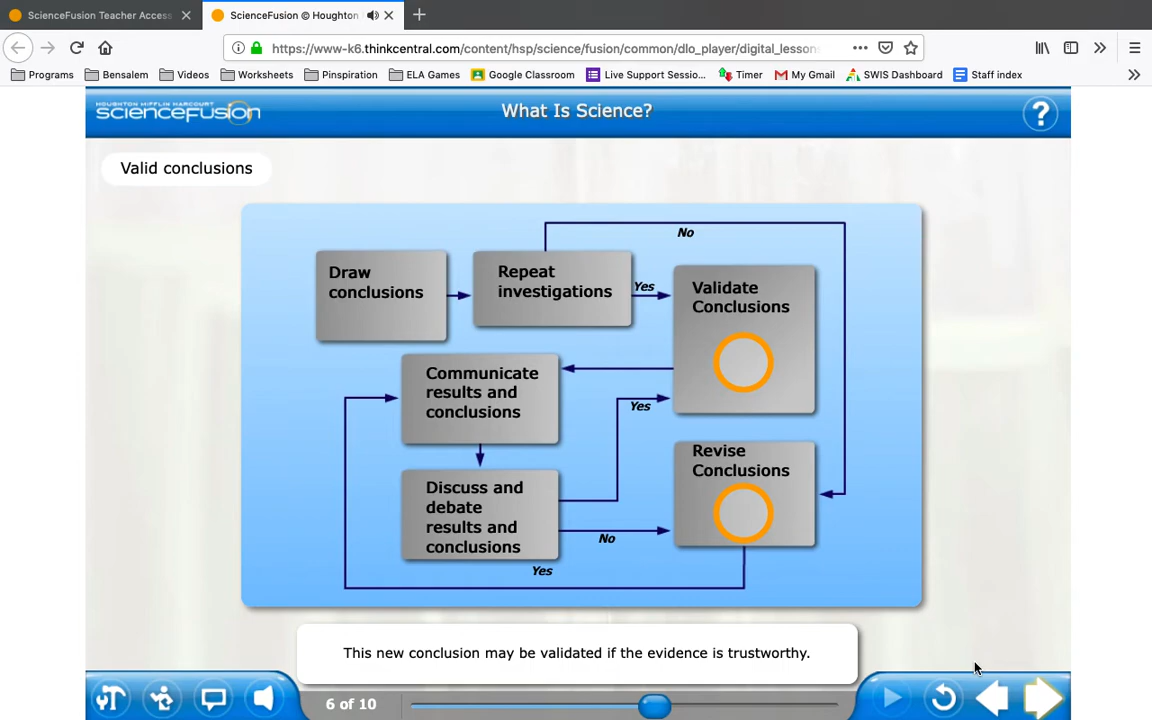 ScienceFusion Teacher Access
ScienceFusion © Houghton
https://www-k6.thinkcentral.com/content/hsp/science/fusion/common/dlo_player/digital_lesson
Programs
Bensalem
Videos
Worksheets
Pinspiration
ELA Games
Google Classroom
Live Support Sessio...
Timer
My Gmail
SWIS Dashboard
Staff index
HOUGHTON MIFFLIN HARCOURT
SCIENCEFUSION
What Is Science?
?
Valid conclusions
No
Draw
conclusions
Repeat
investigations
Yes
Validate
Conclusions
Communicate
results and
conclusions
Yes
Revise
Conclusions
Discuss and
debate
results and
conclusions
No
Yes
This new conclusion may be validated if the evidence is trustworthy.
6 of 10